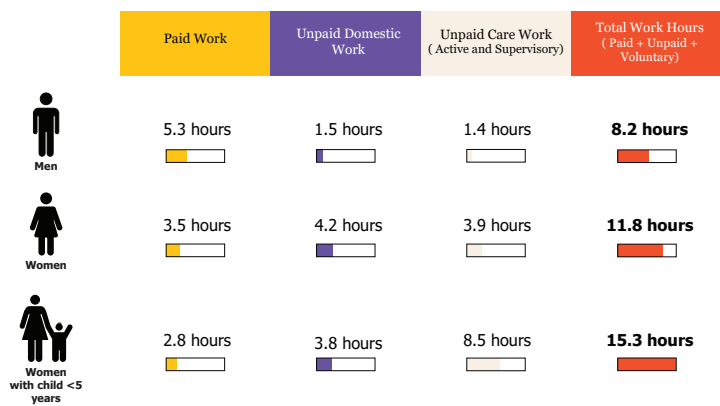 Paid Work
Unpaid Domestic
Work
Unpaid Care Work
( Active and Supervisory)
Total Work Hours
( Paid + Unpaid +
Voluntary)
Men
5.3 hours
1.5 hours
1.4 hours
8.2 hours
Women
3.5 hours
4.2 hours
3.9 hours
11.8 hours
Women
with child <5
years
2.8 hours
3.8 hours
8.5 hours
15.3 hours